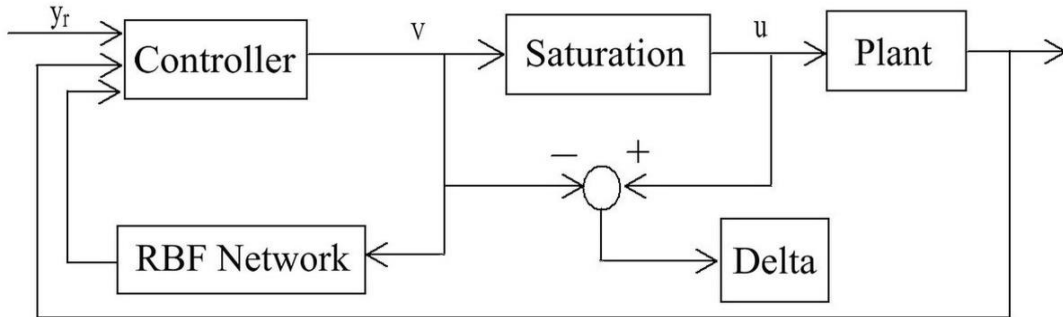 yr
Controller
v
Saturation
u
Plant
−
+
RBF Network
Delta